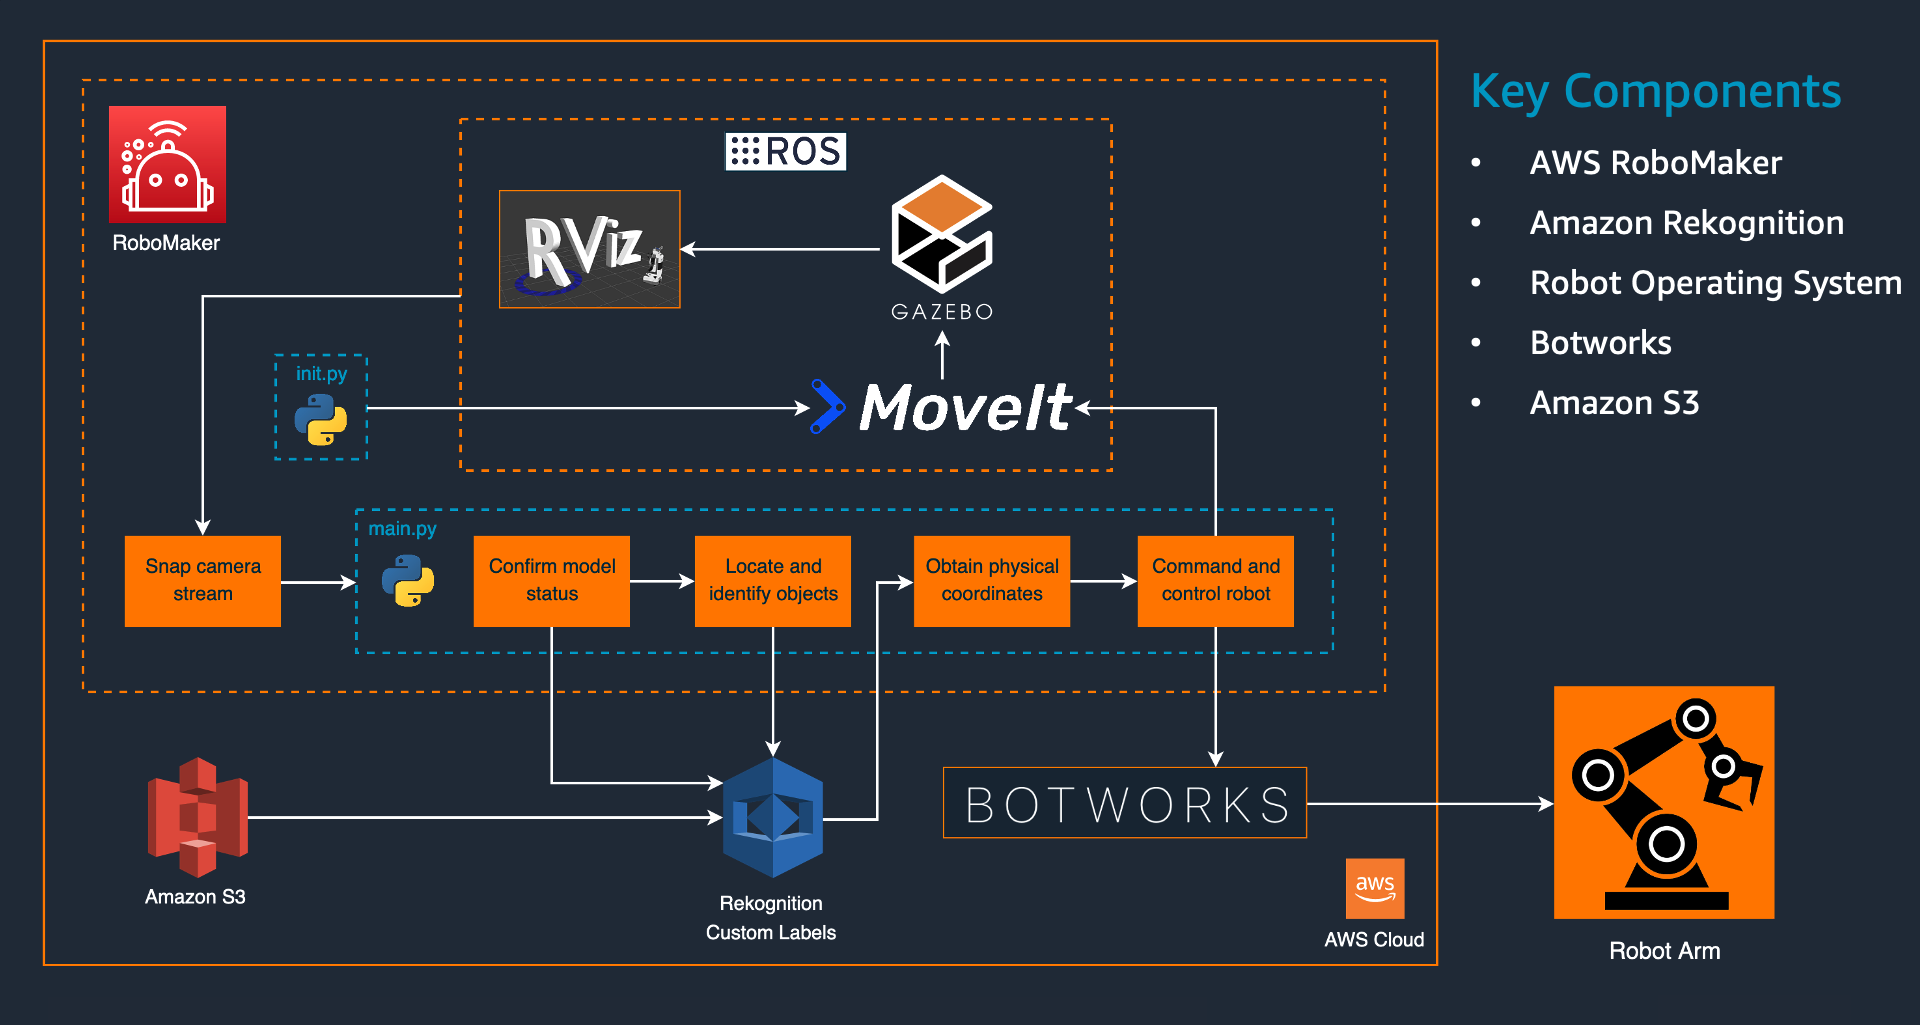 Key Components
• AWS RoboMaker
• Amazon Rekognition
• Robot Operating System
• Botworks
• Amazon S3
RoboMaker
ROS
RViz
GAZEBO
init.py
MoveIt
main.py
Snap camera
stream
Confirm model
status
Locate and
identify objects
Obtain physical
coordinates
Command and
control robot
Amazon S3
Rekognition
Custom Labels
BOTWORKS
aws
AWS Cloud
Robot Arm